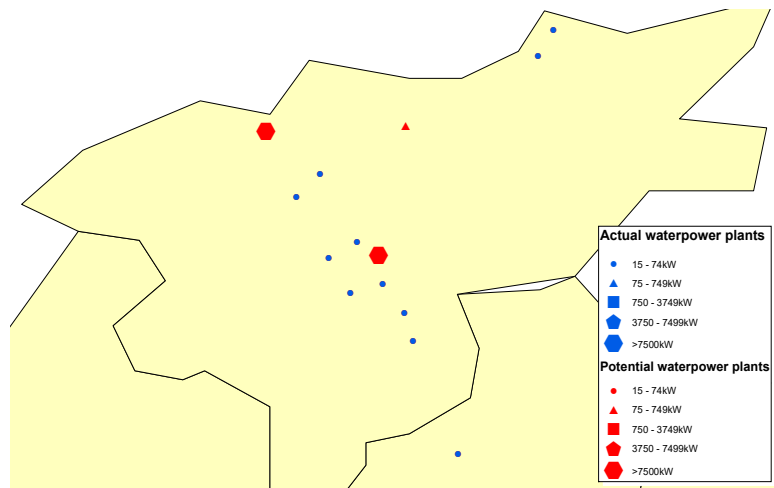 Actual waterpower plants
15 - 74kW
75 - 749kW
750 - 3749kW
3750 - 7499kW
>7500kW
Potential waterpower plants
15 - 74kW
75 - 749kW
750 - 3749kW
3750 - 7499kW
>7500kW